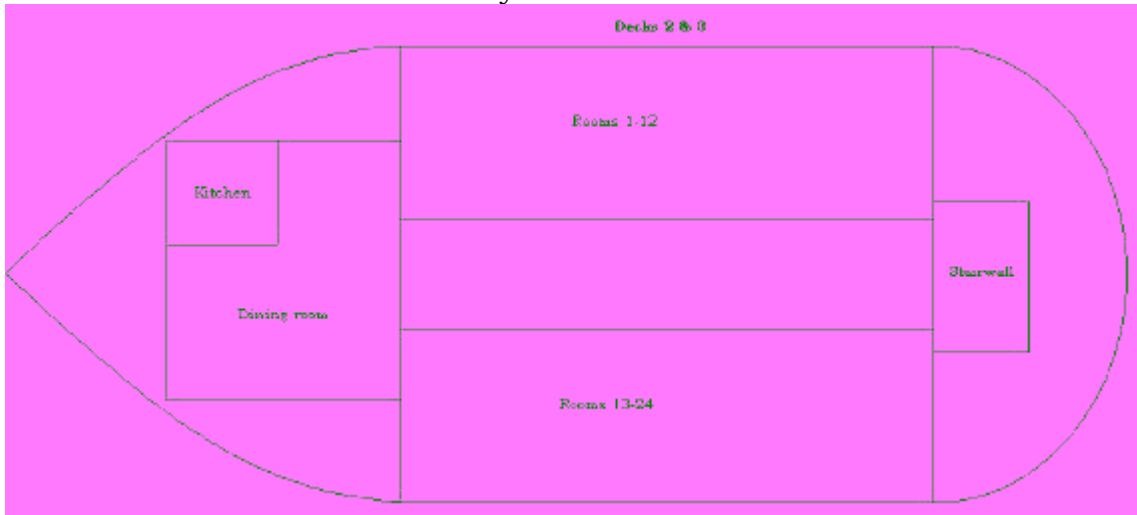 Decks 2 & 3
Rooms 1-12
Kitchen
Stairwell
Dining room
Rooms 13-24